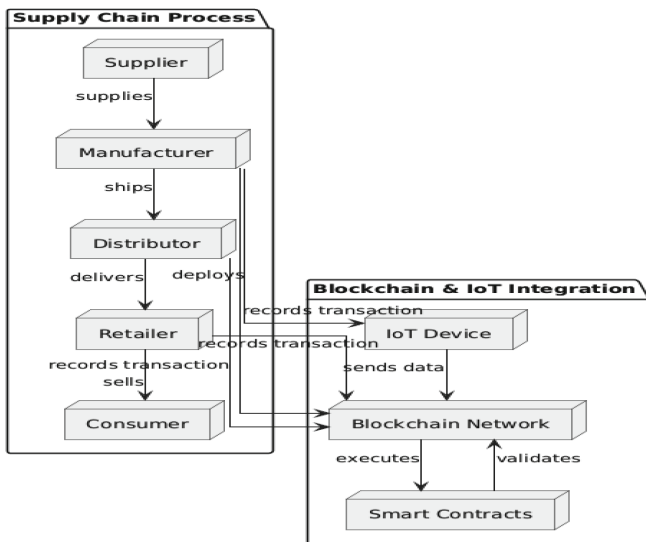 Supply Chain Process
Supplier
supplies
Manufacturer
ships
Distributor
delivers
deploys
Blockchain & IoT Integration
records transaction
Retailer
records transaction
IoT Device
records transaction
sells
sends data
Consumer
Blockchain Network
executes
validates
Smart Contracts